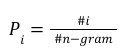 P_i = #i / #n-gram